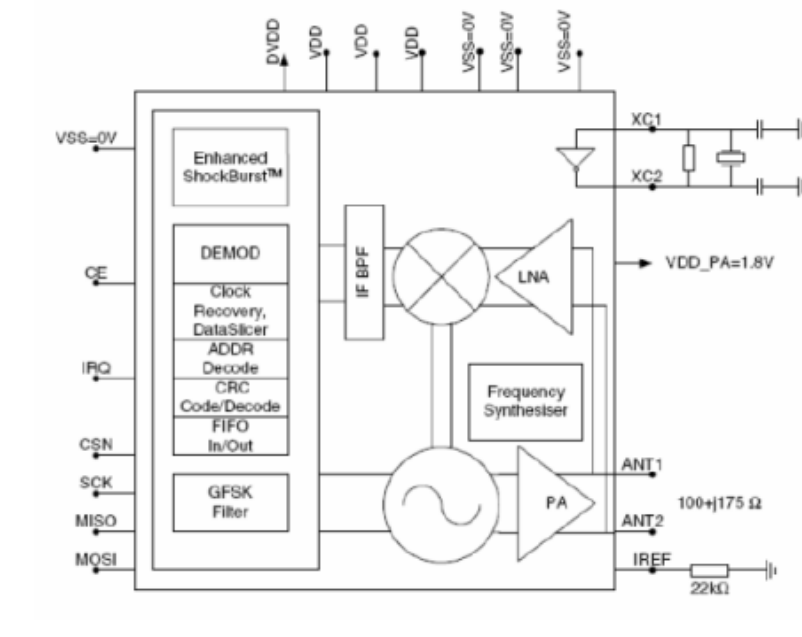 DVDD
VDD
VDD
VDD
VSS=0V
VSS=0V
VSS=0V
VSS=0V
CE
IRQ
CSN
SCK
MISO
MOSI
Enhanced
ShockBurst™
DEMOD
Clock
Recovery,
DataSlicer
ADDR
Decode
CRC
Code/Decode
FIFO
In/Out
GFSK
Filter
IF BPF
LNA
Frequency
Synthesiser
PA
XC1
XC2
VDD_PA=1.8V
ANT1
100+j175 Ω
ANT2
IREF
22kΩ